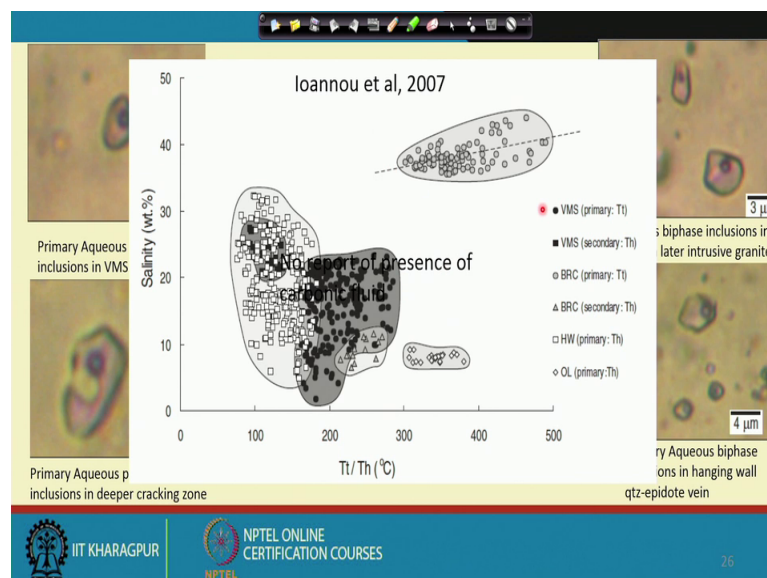 Ioannou et al, 2007
50
40
30
20
10
0
Salinity (wt.%)
0 100 200 300 400 500
Tt/Th (°C)
VMS (primary: Tt)
VMS (secondary: Th)
BRC (primary: Tt)
BRC (secondary: Th)
HW (primary: Th)
OL (primary:Th)
No report of presence of
carbonic fluid
Primary Aqueous
inclusions in VMS
3 μ
s biphase inclusions in
later intrusive granite
Primary Aqueous p
inclusions in deeper cracking zone
4 μm
ry Aqueous biphase
ions in hanging wall
qtz-epidote vein
IIT KHARAGPUR
NPTEL
NPTEL ONLINE
CERTIFICATION COURSES
26